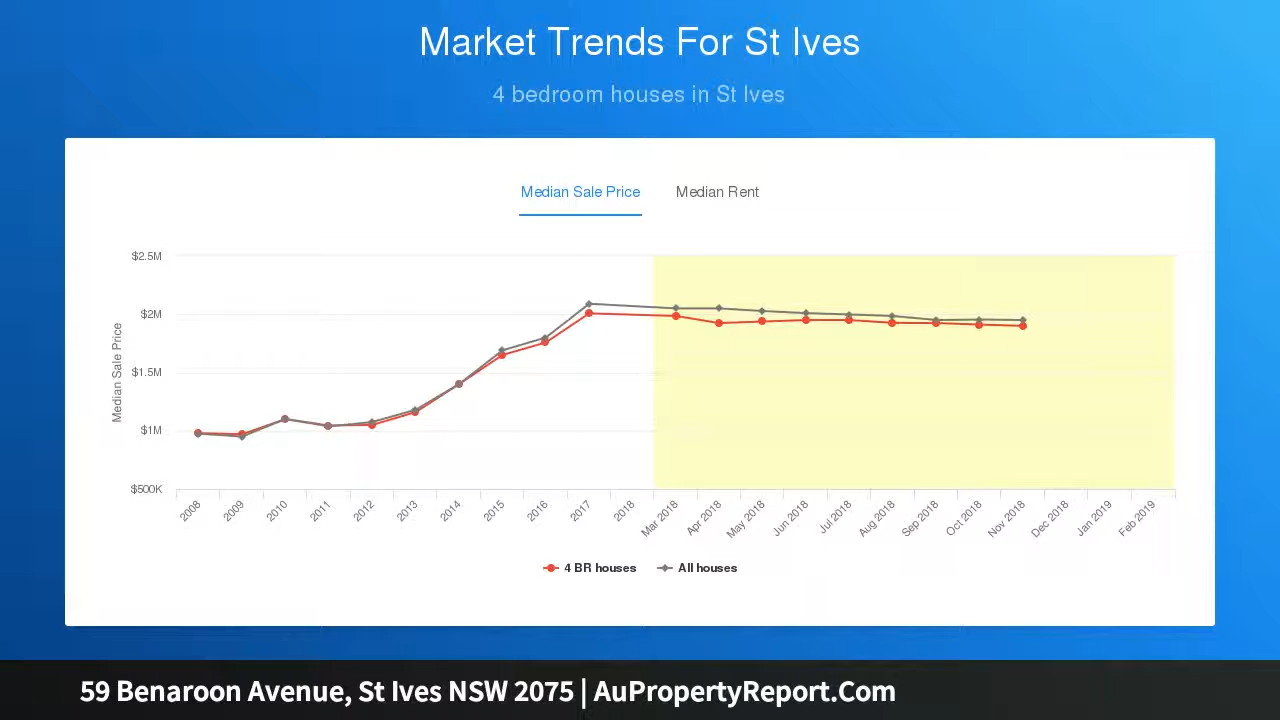 Market Trends For St Ives
4 bedroom houses in St Ives
Median Sale Price Median Rent
Median Sale Price
$2.5M
$2M
$1.5M
$1M
$500K
2008 2009 2010 2011 2012 2013 2014 2015 2016 2017 2018 Mar 2018 Apr 2018 May 2018 Jun 2018 Jul 2018 Aug 2018 Sep 2018 Oct 2018 Nov 2018 Dec 2018 Jan 2019 Feb 2019
4 BR houses All houses
59 Benaroon Avenue, St Ives NSW 2075 | AuPropertyReport.Com